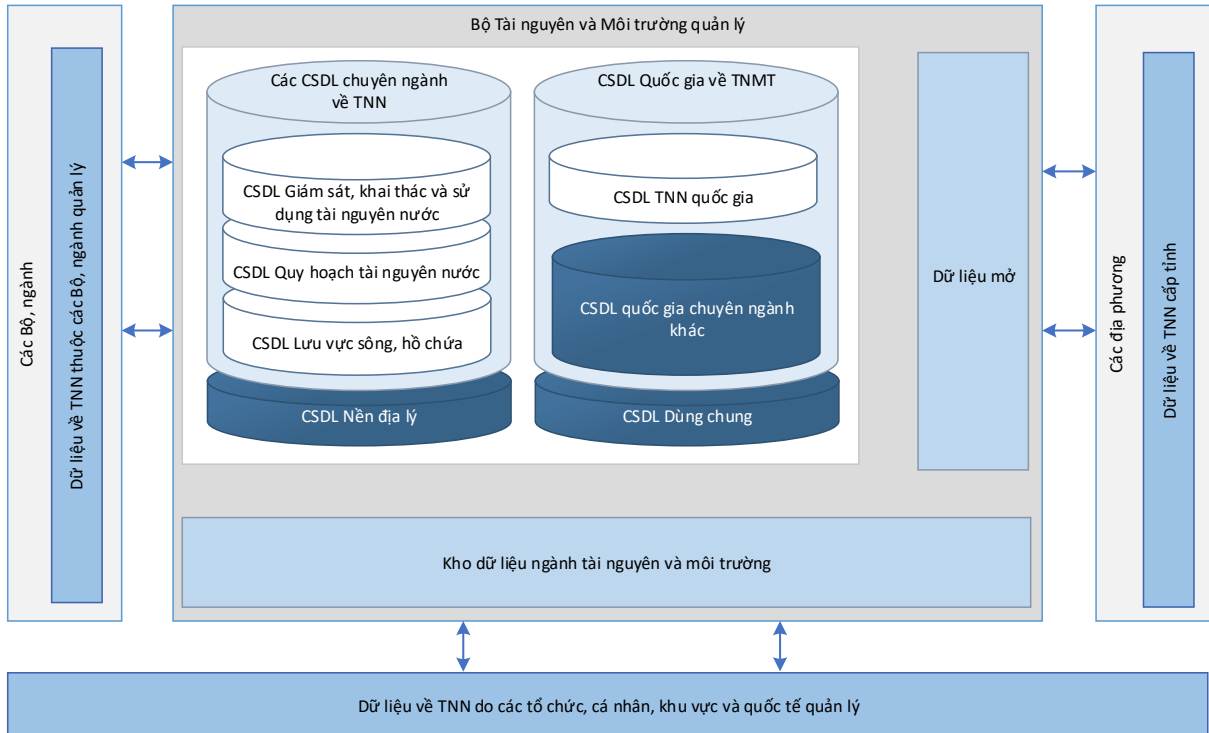 Bộ Tài nguyên và Môi trường quản lý
Các Bộ, ngành
Dữ liệu về TNN thuộc các Bộ, ngành quản lý
Các CSDL chuyên ngành
về TNN
CSDL Giám sát, khai thác và sử
dụng tài nguyên nước
CSDL Quy hoạch tài nguyên nước
CSDL Lưu vực sông, hồ chứa
CSDL Nền địa lý
CSDL Quốc gia về TNMT
CSDL TNN quốc gia
CSDL quốc gia chuyên ngành
khác
CSDL Dùng chung
Dữ liệu mở
Các địa phương
Dữ liệu về TNN cấp tỉnh
Kho dữ liệu ngành tài nguyên và môi trường
Dữ liệu về TNN do các tổ chức, cá nhân, khu vực và quốc tế quản lý